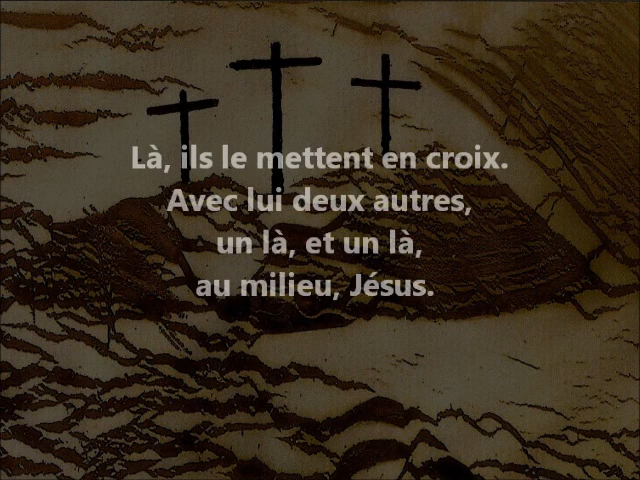 Là, ils le mettent en croix.
Avec lui deux autres,
un là, et un là,
au milieu, Jésus.